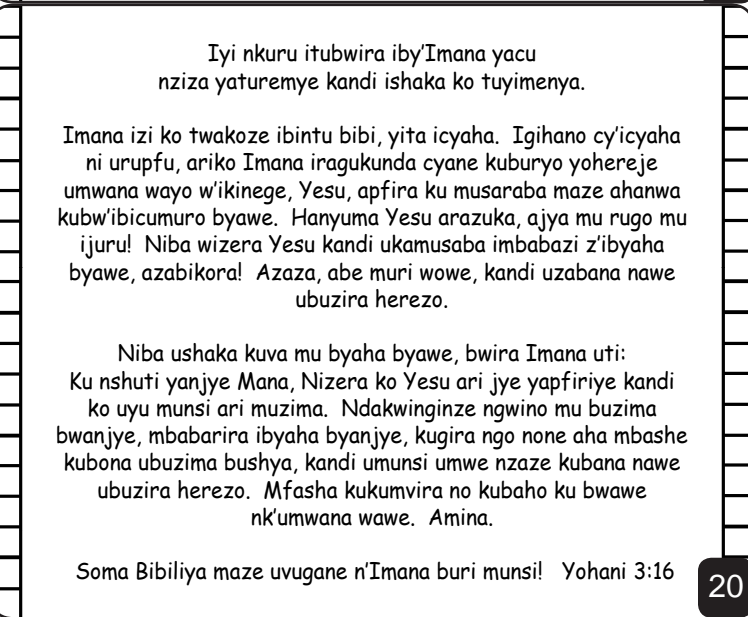 Iyi nkuru itubwira iby'Imana yacu
nziza yaturemye kandi ishaka ko tuyimenya.
Imana izi ko twakoze ibintu bibi, yita icyaha. Igihano cy'icyaha
ni urupfu, ariko Imana iragukunda cyane kuburyo yohereje
umwana wayo w'ikinege, Yesu, apfira ku musaraba maze ahanwa
kubw'ibicumuro byawe. Hanyuma Yesu arazuka, ajya mu rugo mu
ijuru! Niba wizera Yesu kandi ukamusaba imbabazi z'ibyaha
byawe, azabikora! Azaza, abe muri wowe, kandi uzabana nawe
ubuzira herezo.
Niba ushaka kuva mu byaha byawe, bwira Imana uti:
Ku nshuti yanjye Mana, Nizera ko Yesu ari jye yapfiriye kandi
ko uyu munsi ari muzima. Ndakwinginze ngwino mu buzima
bwanjye, mbabarira ibyaha byanjye, kugira ngo none aha mbashe
kubona ubuzima bushya, kandi umunsi umwe nzaze kubana nawe
ubuzira herezo. Mfasha kukumvira no kubaho ku bwawe
nk'umwana wawe. Amina.
Soma Bibiliya maze uvugane n'Imana buri munsi! Yohani 3:16
20